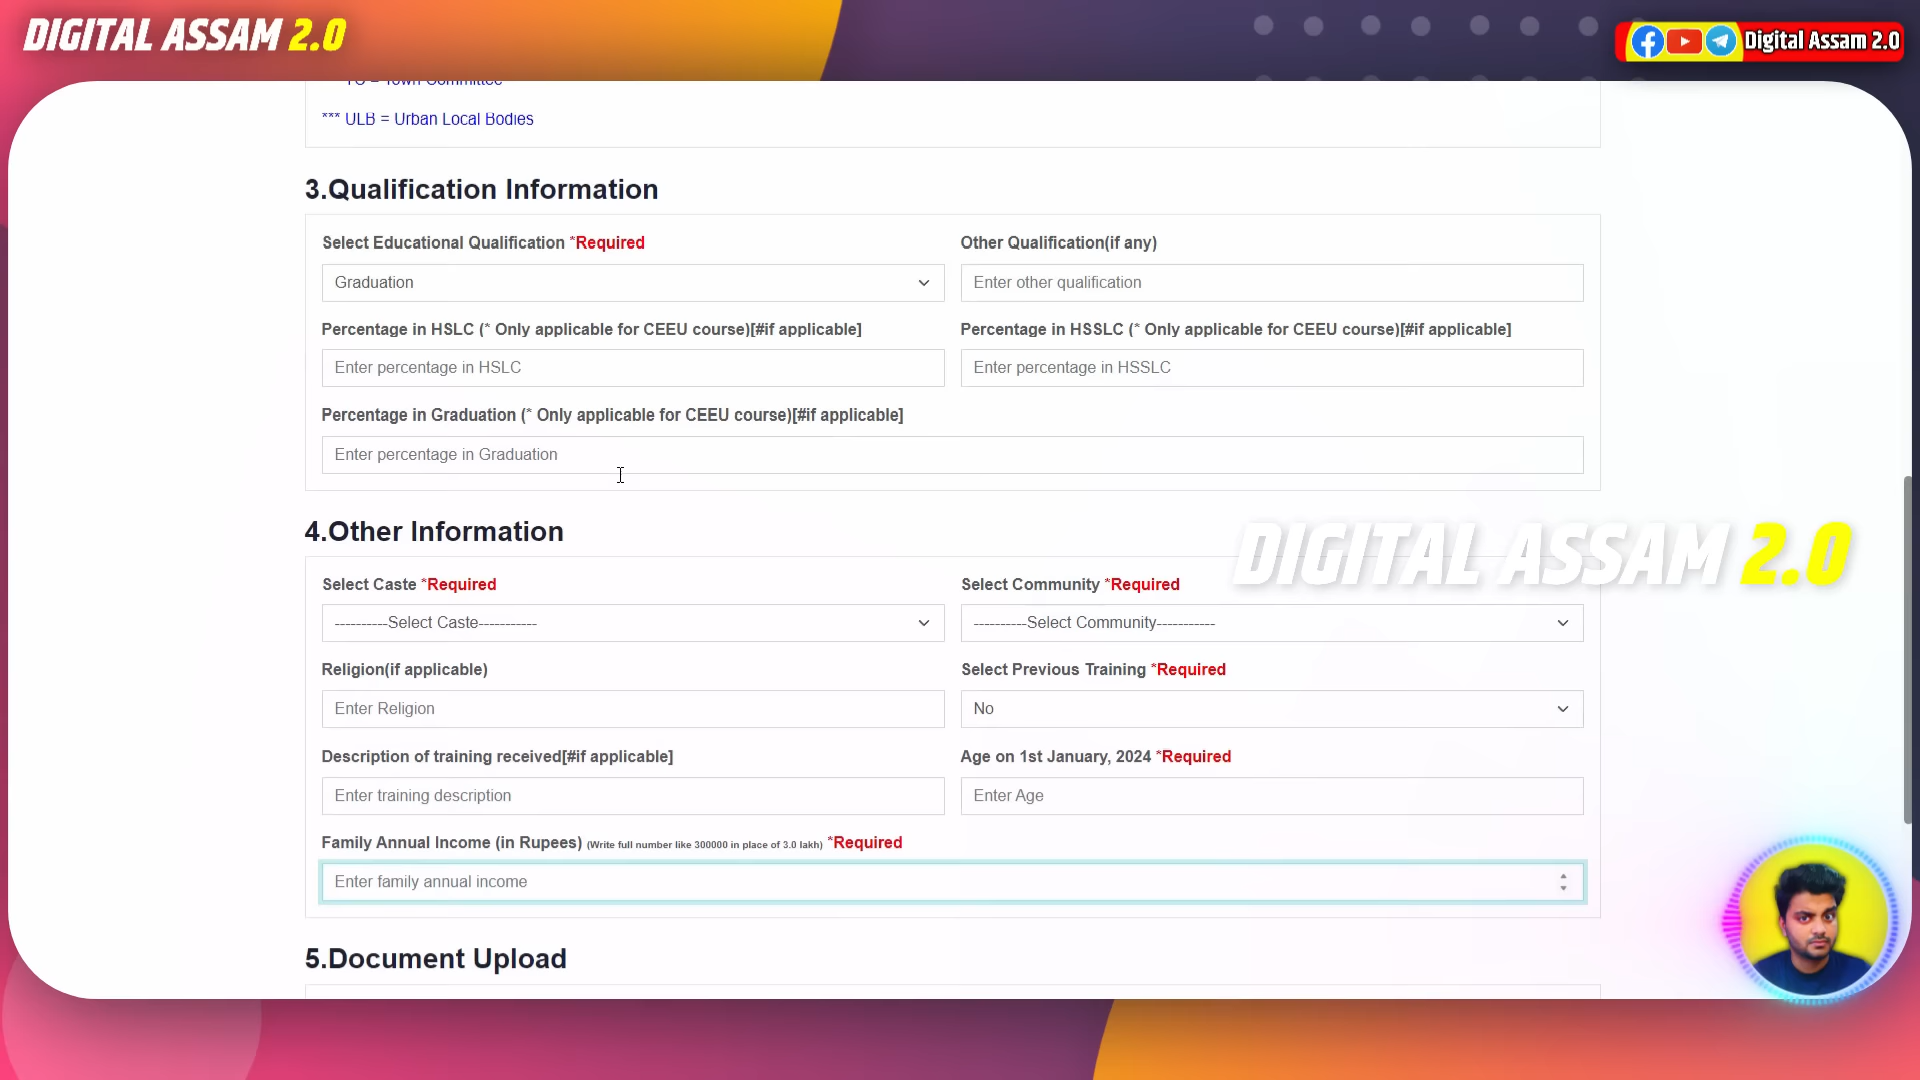 DIGITAL ASSAM 2.0
Digital Assam 2.0
TC = Town Committee
*** ULB = Urban Local Bodies
3.Qualification Information
Select Educational Qualification *Required
Other Qualification(if any)
Graduation
Enter other qualification
Percentage in HSLC (* Only applicable for CEEU course)[#if applicable]
Percentage in HSSLC (* Only applicable for CEEU course)[#if applicable]
Enter percentage in HSLC
Enter percentage in HSSLC
Percentage in Graduation (* Only applicable for CEEU course)[#if applicable]
Enter percentage in Graduation
4.Other Information
DIGITAL ASSAM 2.0
Select Caste *Required
Select Community *Required
----------Select Caste-----------
----------Select Community-----------
Religion(if applicable)
Select Previous Training *Required
Enter Religion
No
Description of training received[#if applicable]
Age on 1st January, 2024 *Required
Enter training description
Enter Age
Family Annual Income (in Rupees) (Write full number like 300000 in place of 3.0 lakh) *Required
Enter family annual income
5.Document Upload